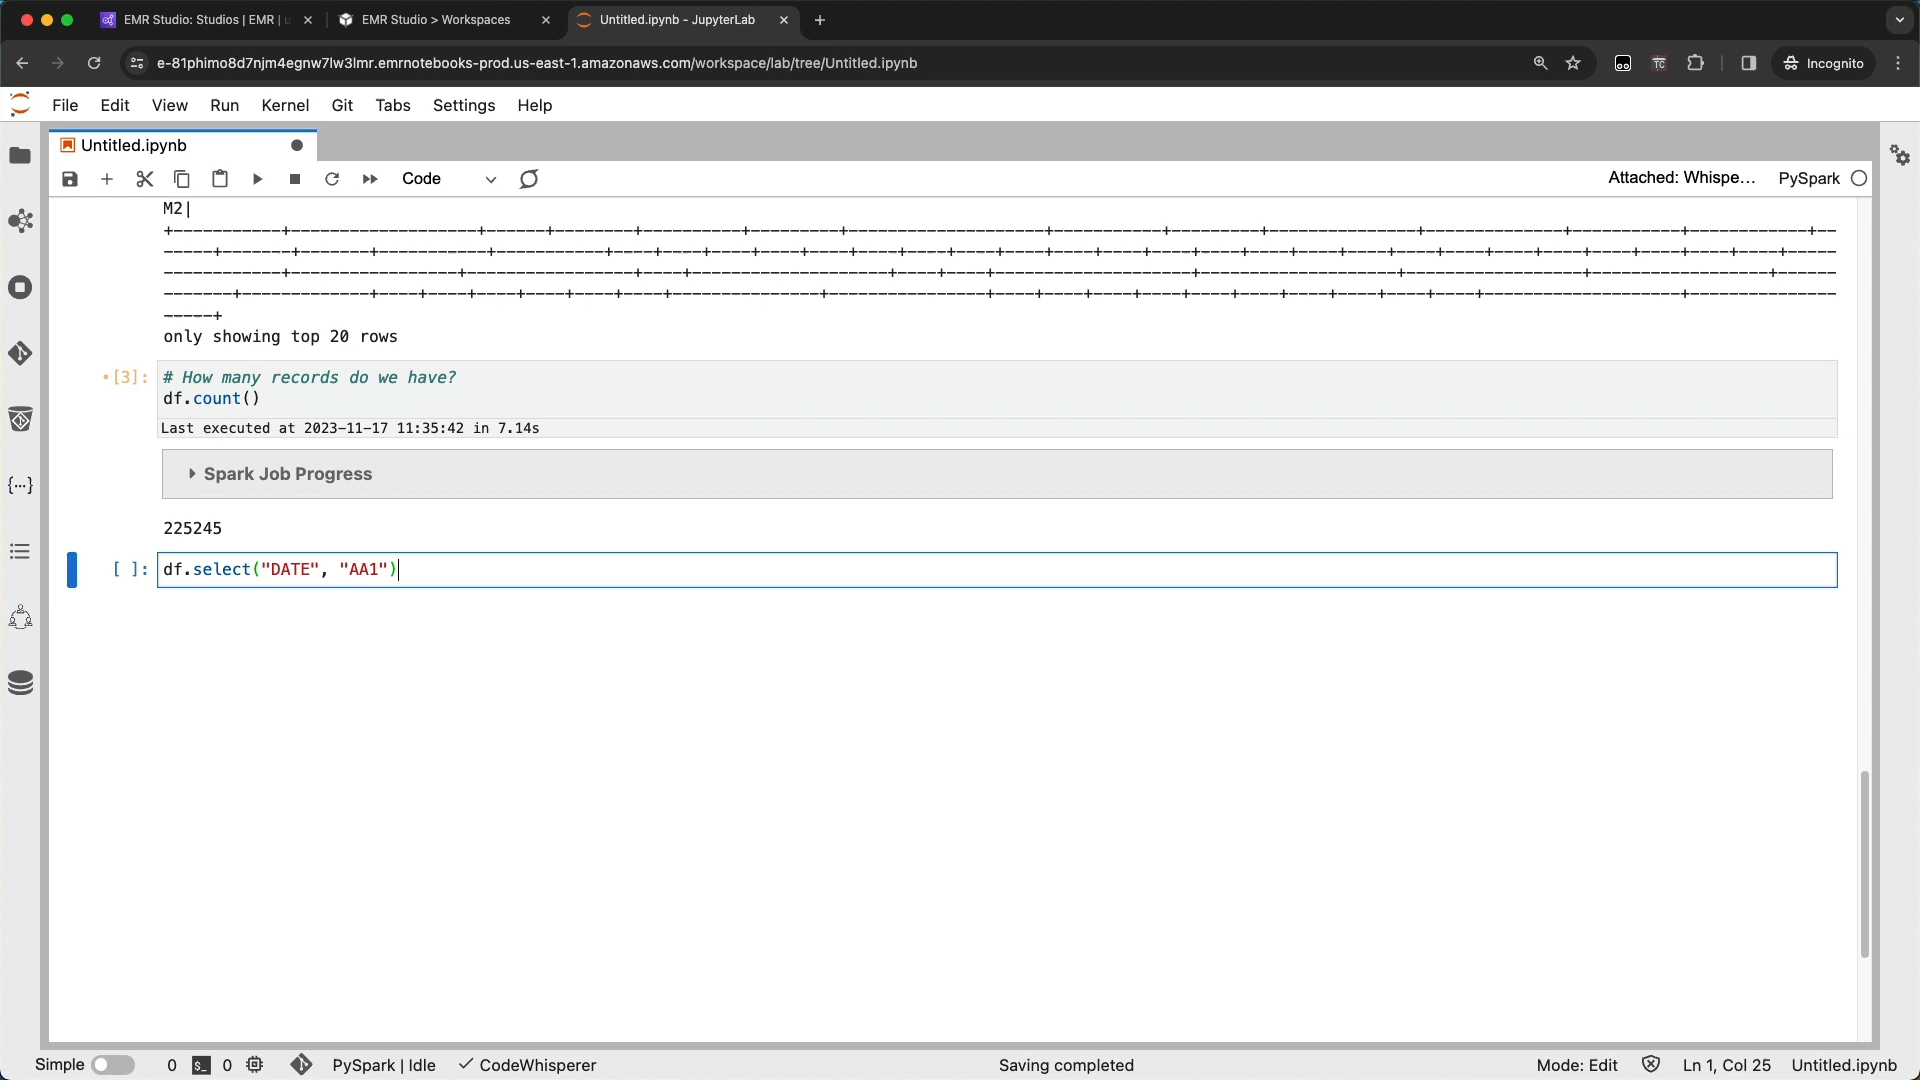 EMR Studio: Studios | EMR | u
EMR Studio > Workspaces
Untitled.ipynb - JupyterLab
e-81phimo8d7njm4egnw7lw3lmr.emrnotebooks-prod.us-east-1.amazonaws.com/workspace/lab/tree/Untitled.ipynb
TC
Incognito
File Edit View Run Kernel Git Tabs Settings Help
Untitled.ipynb
Code
Attached: Whispe... PySpark
M2|
only showing top 20 rows
•[3]: # How many records do we have?
df.count()
Last executed at 2023-11-17 11:35:42 in 7.14s
Spark Job Progress
225245
[ ]: df.select("DATE", "AA1")
Simple 0 $_ 0 PySpark | Idle CodeWhisperer Saving completed Mode: Edit Ln 1, Col 25 Untitled.ipynb